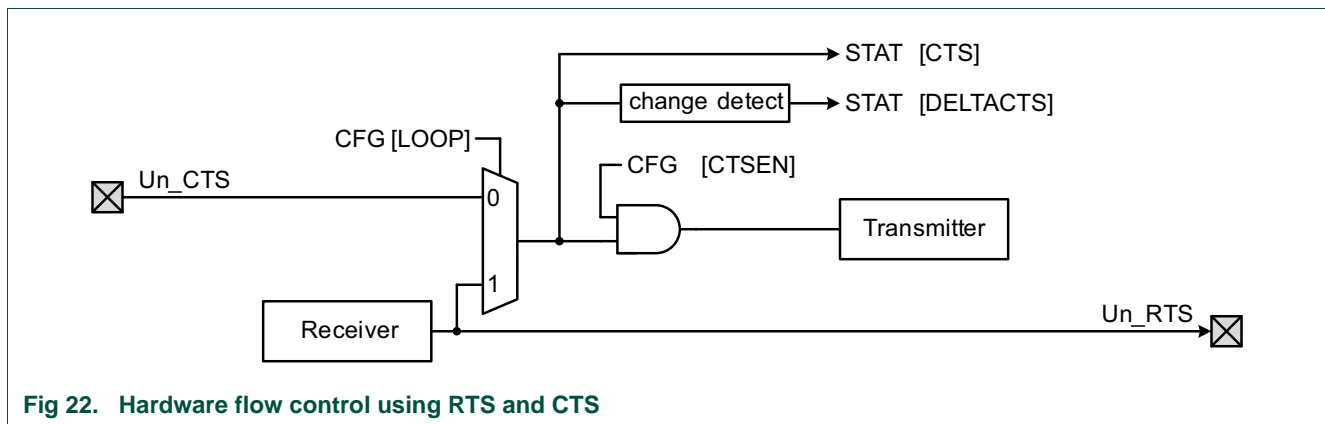 STAT [CTS]
change detect
STAT [DELTACTS]
CFG [LOOP]
CFG [CTSEN]
Un_CTS
0
Transmitter
1
Receiver
Un_RTS
Fig 22. Hardware flow control using RTS and CTS